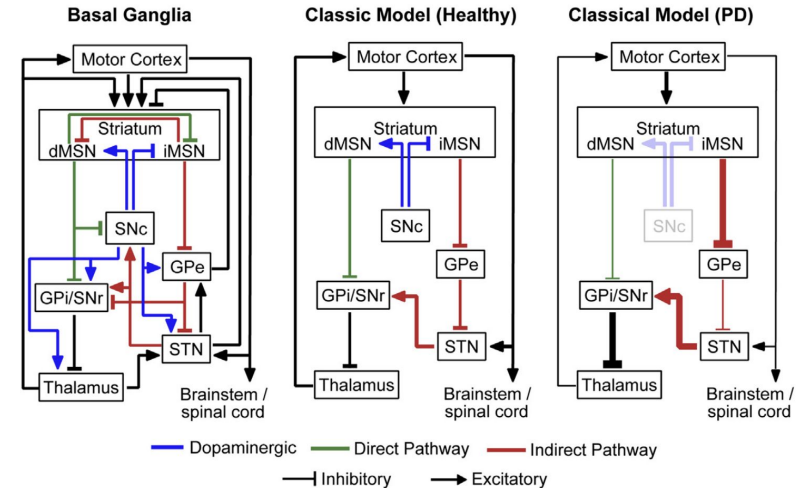 Basal Ganglia
Motor Cortex
Striatum
dMSN
iMSN
SNc
GPe
GPi/SNr
STN
Thalamus
Brainstem /
spinal cord
Classic Model (Healthy)
Motor Cortex
Striatum
dMSN
iMSN
SNc
GPe
GPi/SNr
STN
Thalamus
Brainstem /
spinal cord
Classical Model (PD)
Motor Cortex
Striatum
dMSN
iMSN
SNc
GPe
GPi/SNr
STN
Thalamus
Brainstem /
spinal cord
Dopaminergic
Direct Pathway
Indirect Pathway
Inhibitory
Excitatory